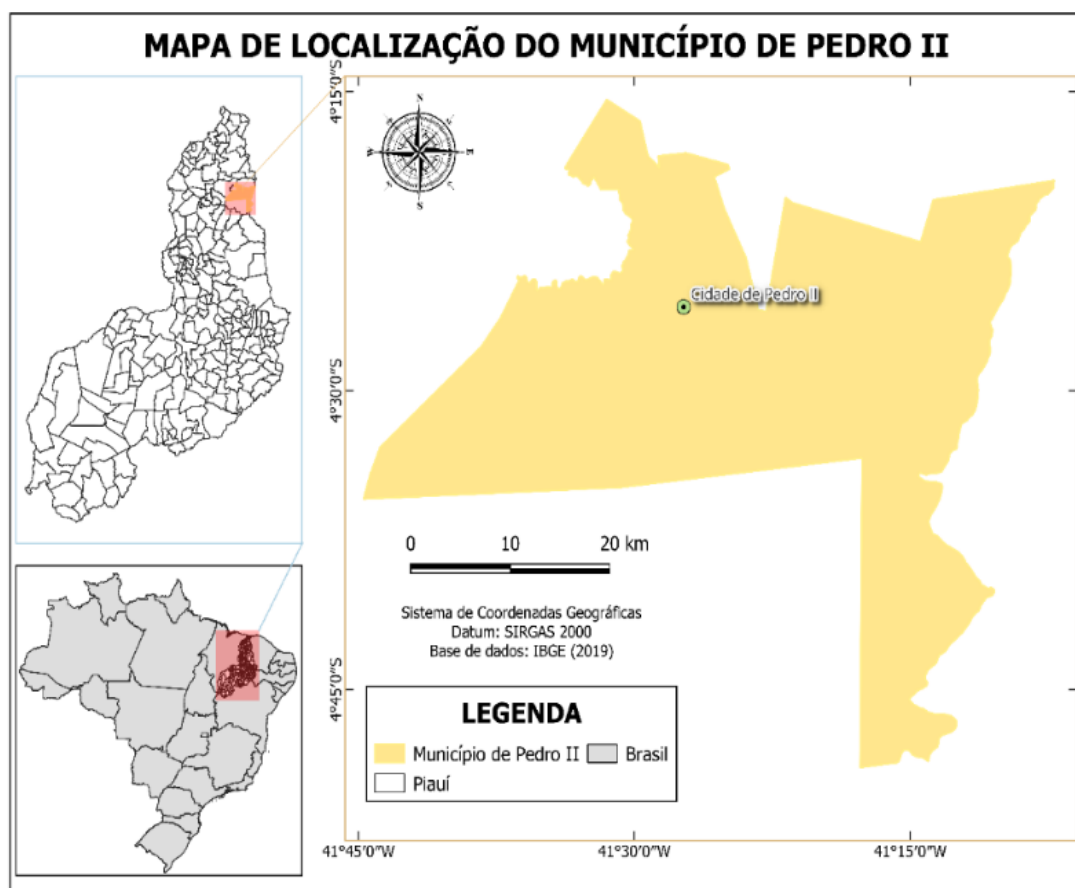 MAPA DE LOCALIZAÇÃO DO MUNICÍPIO DE PEDRO II
4°15'0"S
4°30'0"S
4°45'0"S
N
W
E
S
Cidade de Pedro II
0 10 20 km
Sistema de Coordenadas Geográficas
Datum: SIRGAS 2000
Base de dados: IBGE (2019)
LEGENDA
Município de Pedro II
Brasil
Piauí
41°45'0"W
41°30'0"W
41°15'0"W